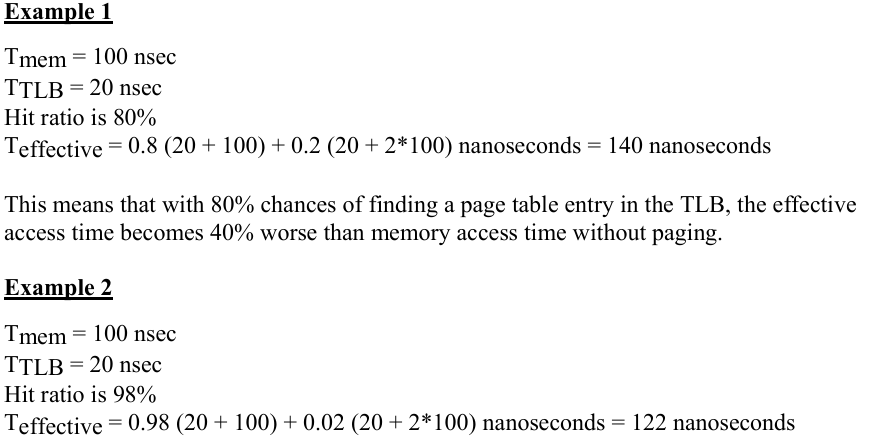 Example 1
Tmem = 100 nsec
TTLB = 20 nsec
Hit ratio is 80%
Teffective = 0.8 (20 + 100) + 0.2 (20 + 2*100) nanoseconds = 140 nanoseconds
This means that with 80% chances of finding a page table entry in the TLB, the effective
access time becomes 40% worse than memory access time without paging.
Example 2
Tmem = 100 nsec
TTLB = 20 nsec
Hit ratio is 98%
Teffective = 0.98 (20 + 100) + 0.02 (20 + 2*100) nanoseconds = 122 nanoseconds